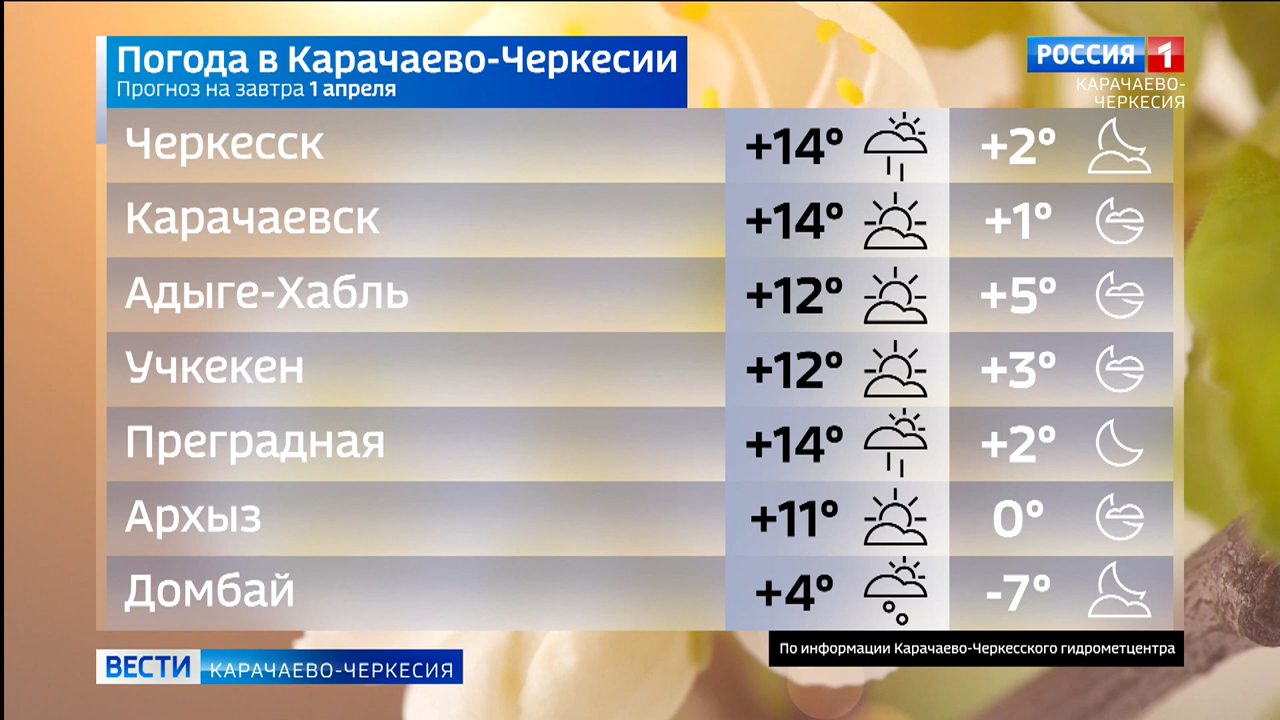 Погода в Карачаево-Черкесии
Прогноз на завтра 1 апреля
РОССИЯ 1
КАРАЧАЕВО-
ЧЕРКЕСИЯ
Черкесск +14° +2°
Карачаевск +14° +1°
Адыге-Хабль +12° +5°
Учкекен +12° +3°
Преградная +14° +2°
Архыз +11° 0°
Домбай +4° -7°
По информации Карачаево-Черкесского гидрометцентра
ВЕСТИ КАРАЧАЕВО-ЧЕРКЕСИЯ